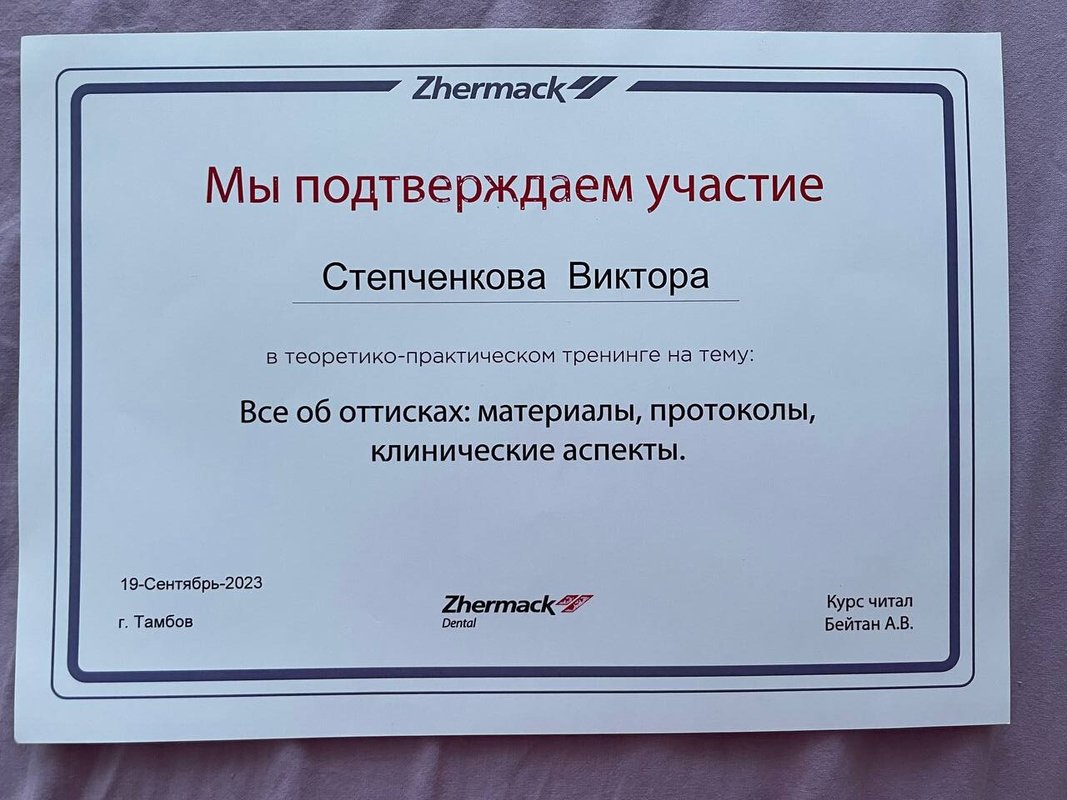 Zhermack
Мы подтверждаем участие
Степченкова Виктора
в теоретико-практическом тренинге на тему:
Все об оттисках: материалы, протоколы,
клинические аспекты.
19-Сентябрь-2023
г. Тамбов
Zhermack
Dental
Курс читал
Бейтан А.В.